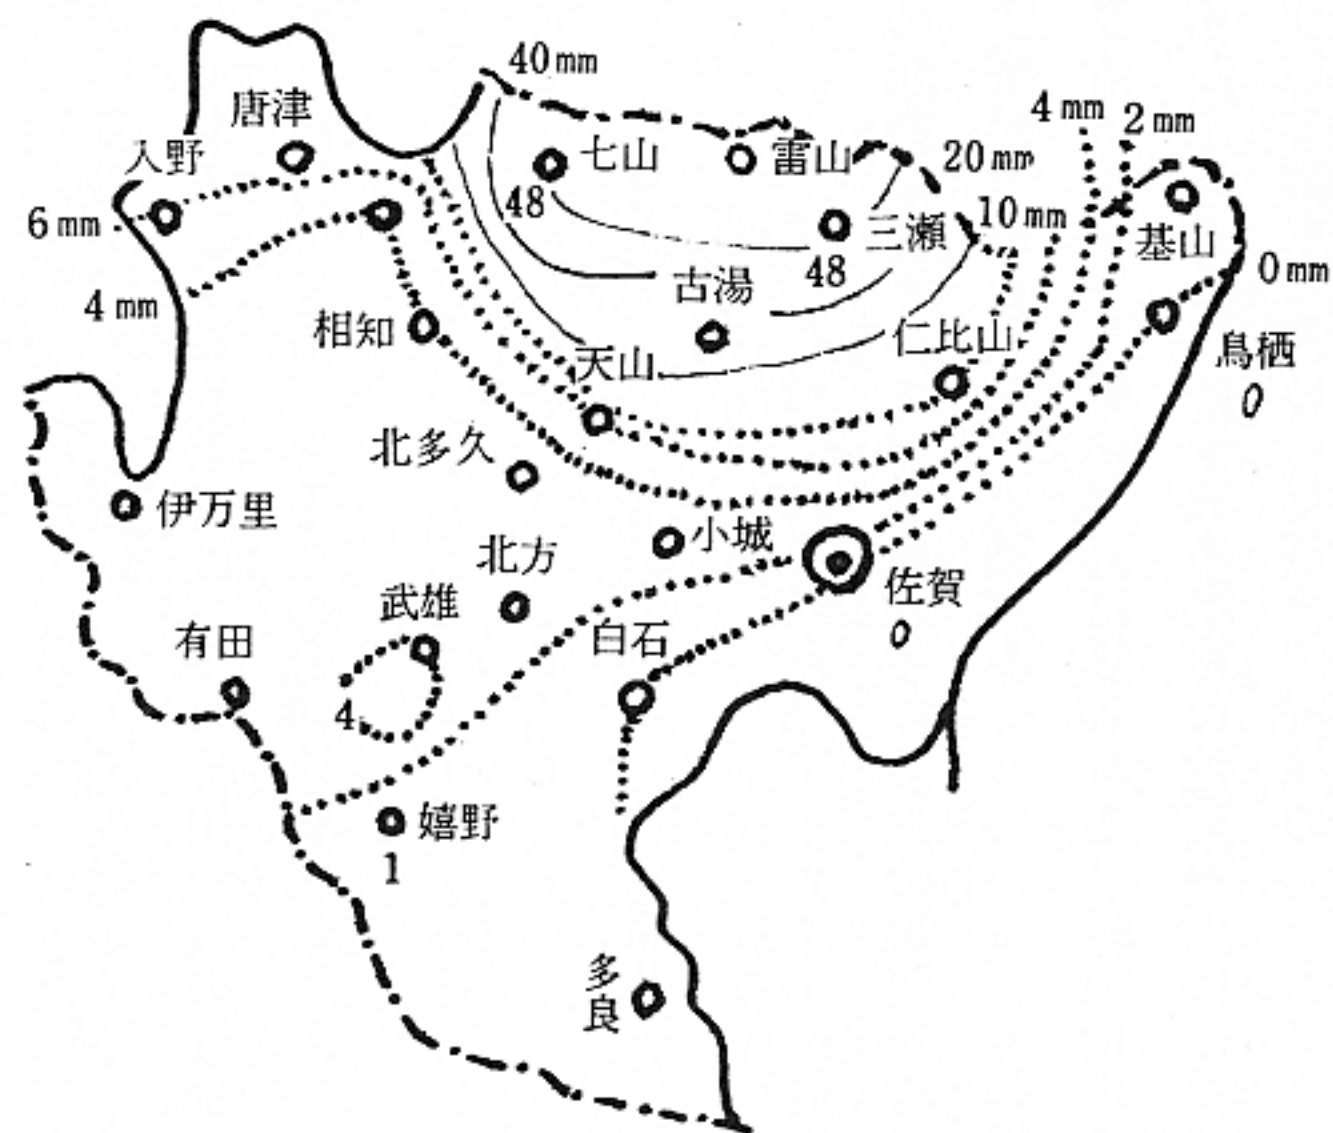 40㎜
4㎜
2㎜
唐津
入野
七山
雷山
20㎜
48
三瀬
10㎜
基山
6㎜
48
0㎜
古湯
4㎜
相知
天山
仁比山
鳥栖
0
北多久
伊万里
小城
北方
武雄
佐賀
0
有田
白石
4
嬉野
1
多良